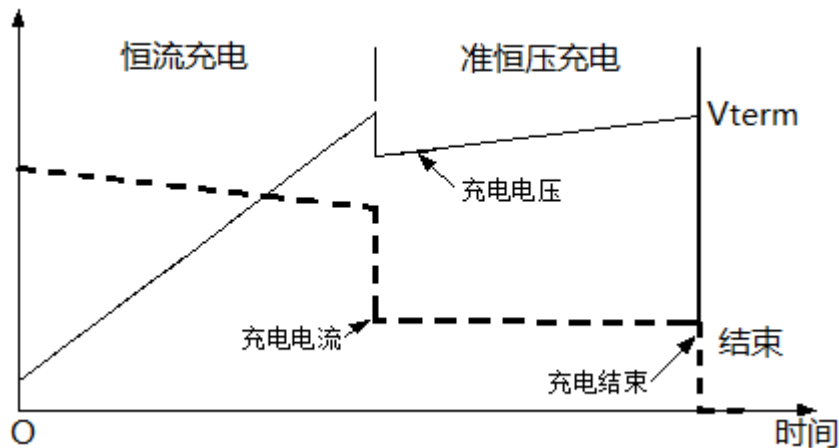 恒流充电
准恒压充电
Vterm
充电电压
充电电流
结束
充电结束
O
时间